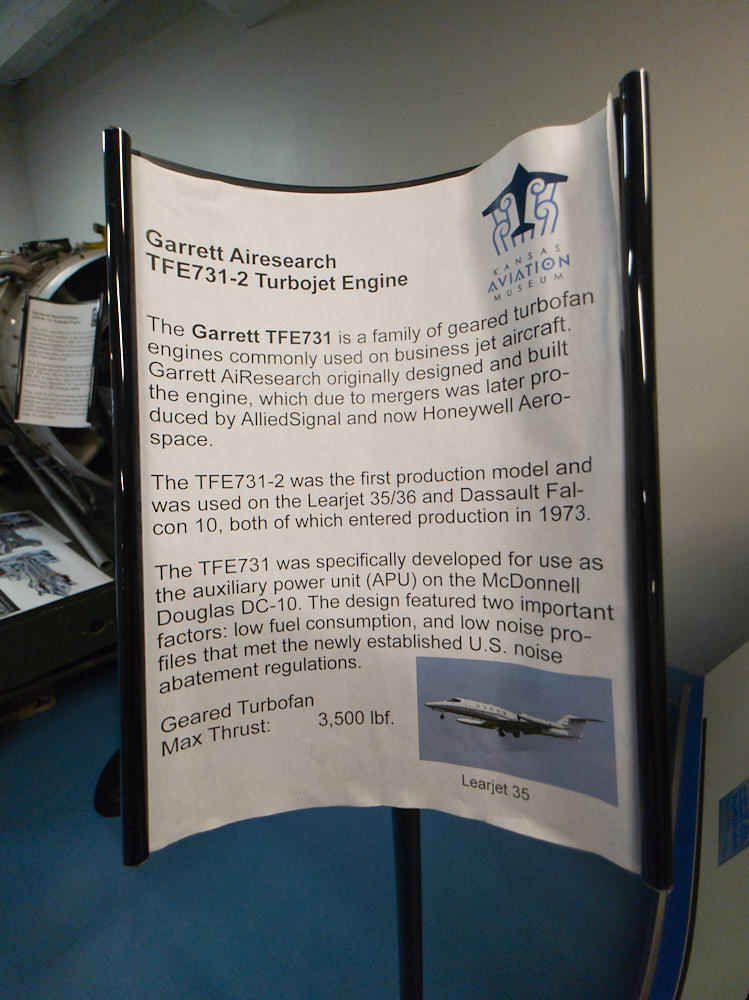 KANSAS
AVIATION
MUSEUM
Garrett Airesearch
TFE731-2 Turbojet Engine
The Garrett TFE731 is a family of geared turbofan
engines commonly used on business jet aircraft.
Garrett AiResearch originally designed and built
the engine, which due to mergers was later pro-
duced by AlliedSignal and now Honeywell Aero-
space.
The TFE731-2 was the first production model and
was used on the Learjet 35/36 and Dassault Fal-
con 10, both of which entered production in 1973.
The TFE731 was specifically developed for use as
the auxiliary power unit (APU) on the McDonnell
Douglas DC-10. The design featured two important
factors: low fuel consumption, and low noise pro-
files that met the newly established U.S. noise
abatement regulations.
Geared Turbofan
Max Thrust: 3,500 lbf.
Learjet 35